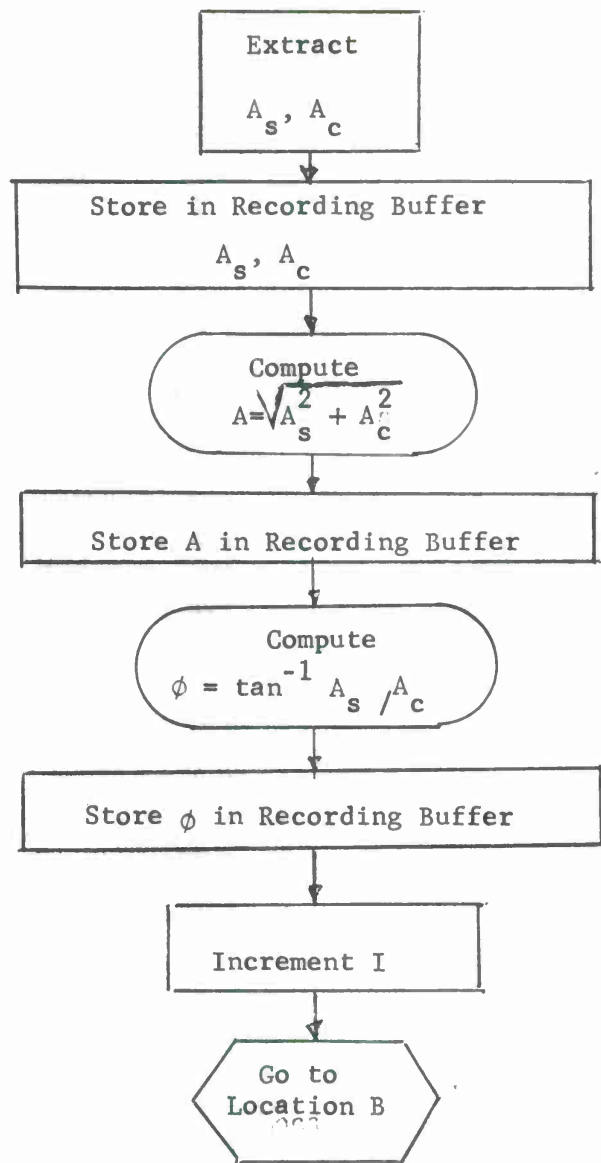 Extract
A_s, A_c
Store in Recording Buffer
A_s, A_c
Compute
A=√A_s^2 + A_c^2
Store A in Recording Buffer
Compute
ϕ = tan^-1 A_s /A_c
Store ϕ in Recording Buffer
Increment I
Go to
Location B